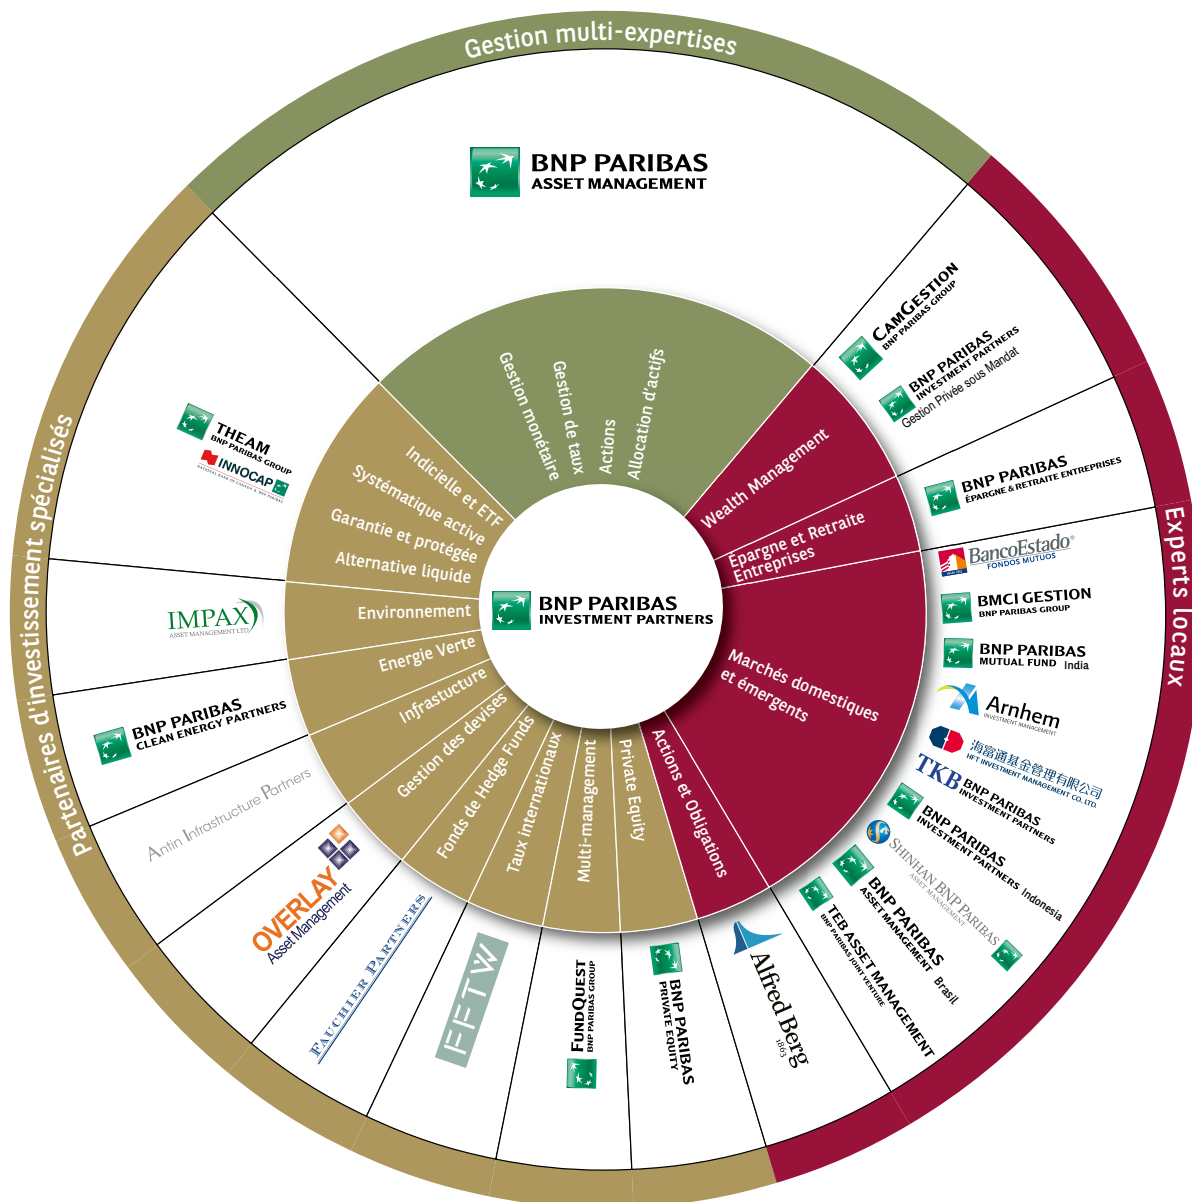 Gestion multi-expertises
BNP PARIBAS
ASSET MANAGEMENT
CAMGESTION
BNP PARIBAS GROUP
BNP PARIBAS
INVESTMENT PARTNERS
Gestion Privée sous Mandat
BNP PARIBAS
ÉPARGNE & RETRAITE ENTREPRISES
Experts locaux
BancoEstado®
FONDOS MUTUOS
BMCI GESTION
BNP PARIBAS GROUP
BNP PARIBAS
MUTUAL FUND India
Arnhem
INVESTMENT MANAGEMENT
海富通基金管理有限公司
HFT INVESTMENT MANAGEMENT CO. LTD.
TKB BNP PARIBAS
INVESTMENT PARTNERS
BNP PARIBAS
INVESTMENT PARTNERS Indonesia
SHINHAN BNP PARIBAS
ASSET MANAGEMENT
BNP PARIBAS
ASSET MANAGEMENT Brasil
TEB ASSET MANAGEMENT
BNP PARIBAS JOINT VENTURE
Alfred Berg
1863
BNP PARIBAS
PRIVATE EQUITY
FUNDQUEST
BNP PARIBAS GROUP
FFTW
FAUCHIER PARTNERS
OVERLAY
Asset Management
Antin Infrastructure Partners
BNP PARIBAS
CLEAN ENERGY PARTNERS
IMPAX
ASSET MANAGEMENT LTD
THEAM
BNP PARIBAS GROUP
INNOCAP
NATIONAL BANK OF CANADA & BNP PARIBAS
Partenaires d'investissement spécialisés
Gestion monétaire
Gestion de taux
Actions
Allocation d'actifs
Wealth Management
Épargne et Retraite
Entreprises
Marchés domestiques
et émergents
Actions et Obligations
Private Equity
Multi-management
Taux internationaux
Fonds de Hedge Funds
Gestion des devises
Infrastucture
Energie Verte
Environnement
Alternative liquide
Garantie et protégée
Systématique active
Indicielle et ETF
BNP PARIBAS
INVESTMENT PARTNERS